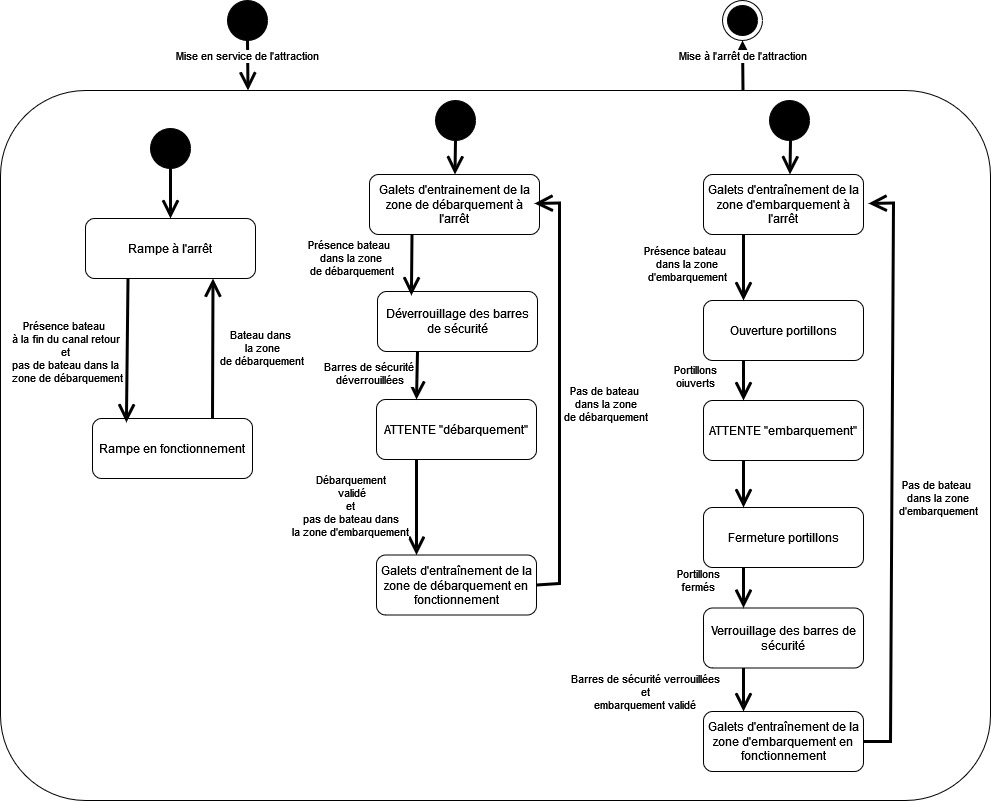 Mise en service de l'attraction
Mise à l'arrêt de l'attraction
Rampe à l'arrêt
Présence bateau
à la fin du canal retour
et
pas de bateau dans la
zone de débarquement
Bateau dans
la zone
de débarquement
Rampe en fonctionnement
Galets d'entrainement de la
zone de débarquement à
l'arrêt
Présence bateau
dans la zone
de débarquement
Déverrouillage des barres
de sécurité
Barres de sécurité
déverrouillées
ATTENTE "débarquement"
Débarquement
validé
et
pas de bateau dans
la zone d'embarquement
Galets d'entraînement de la
zone de débarquement en
fonctionnement
Pas de bateau
dans la zone
de débarquement
Galets d'entraînement de la
zone d'embarquement à
l'arrêt
Présence bateau
dans la zone
d'embarquement
Ouverture portillons
Portillons
oiuverts
ATTENTE "embarquement"
Fermeture portillons
Portillons
fermés
Verrouillage des barres de
sécurité
Barres de sécurité verrouillées
et
embarquement validé
Galets d'entraînement de la
zone d'embarquement en
fonctionnement
Pas de bateau
dans la zone
d'embarquement